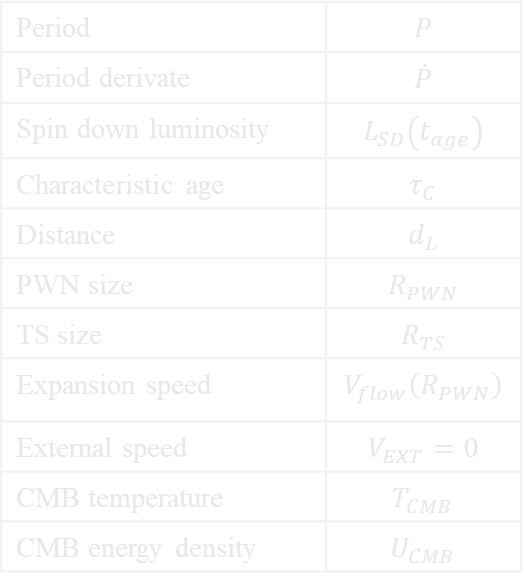 Period P
Period derivate Ṗ
Spin down luminosity L_SD(t_age)
Characteristic age τ_C
Distance d_L
PWN size R_PWN
TS size R_TS
Expansion speed V_flow(R_PWN)
External speed V_EXT = 0
CMB temperature T_CMB
CMB energy density U_CMB